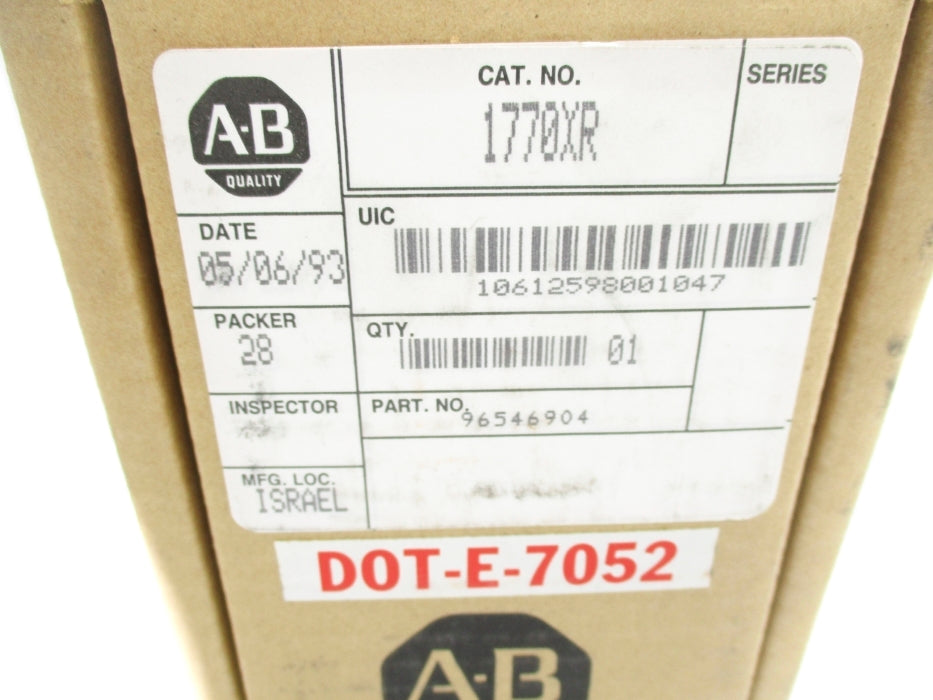 A-B
QUALITY
CAT. NO.
1770XR
SERIES
DATE
05/06/93
UIC
10612598001047
PACKER
28
QTY.
01
INSPECTOR
PART. NO.
96546904
MFG. LOC.
ISRAEL
DOT-E-7052
A-B